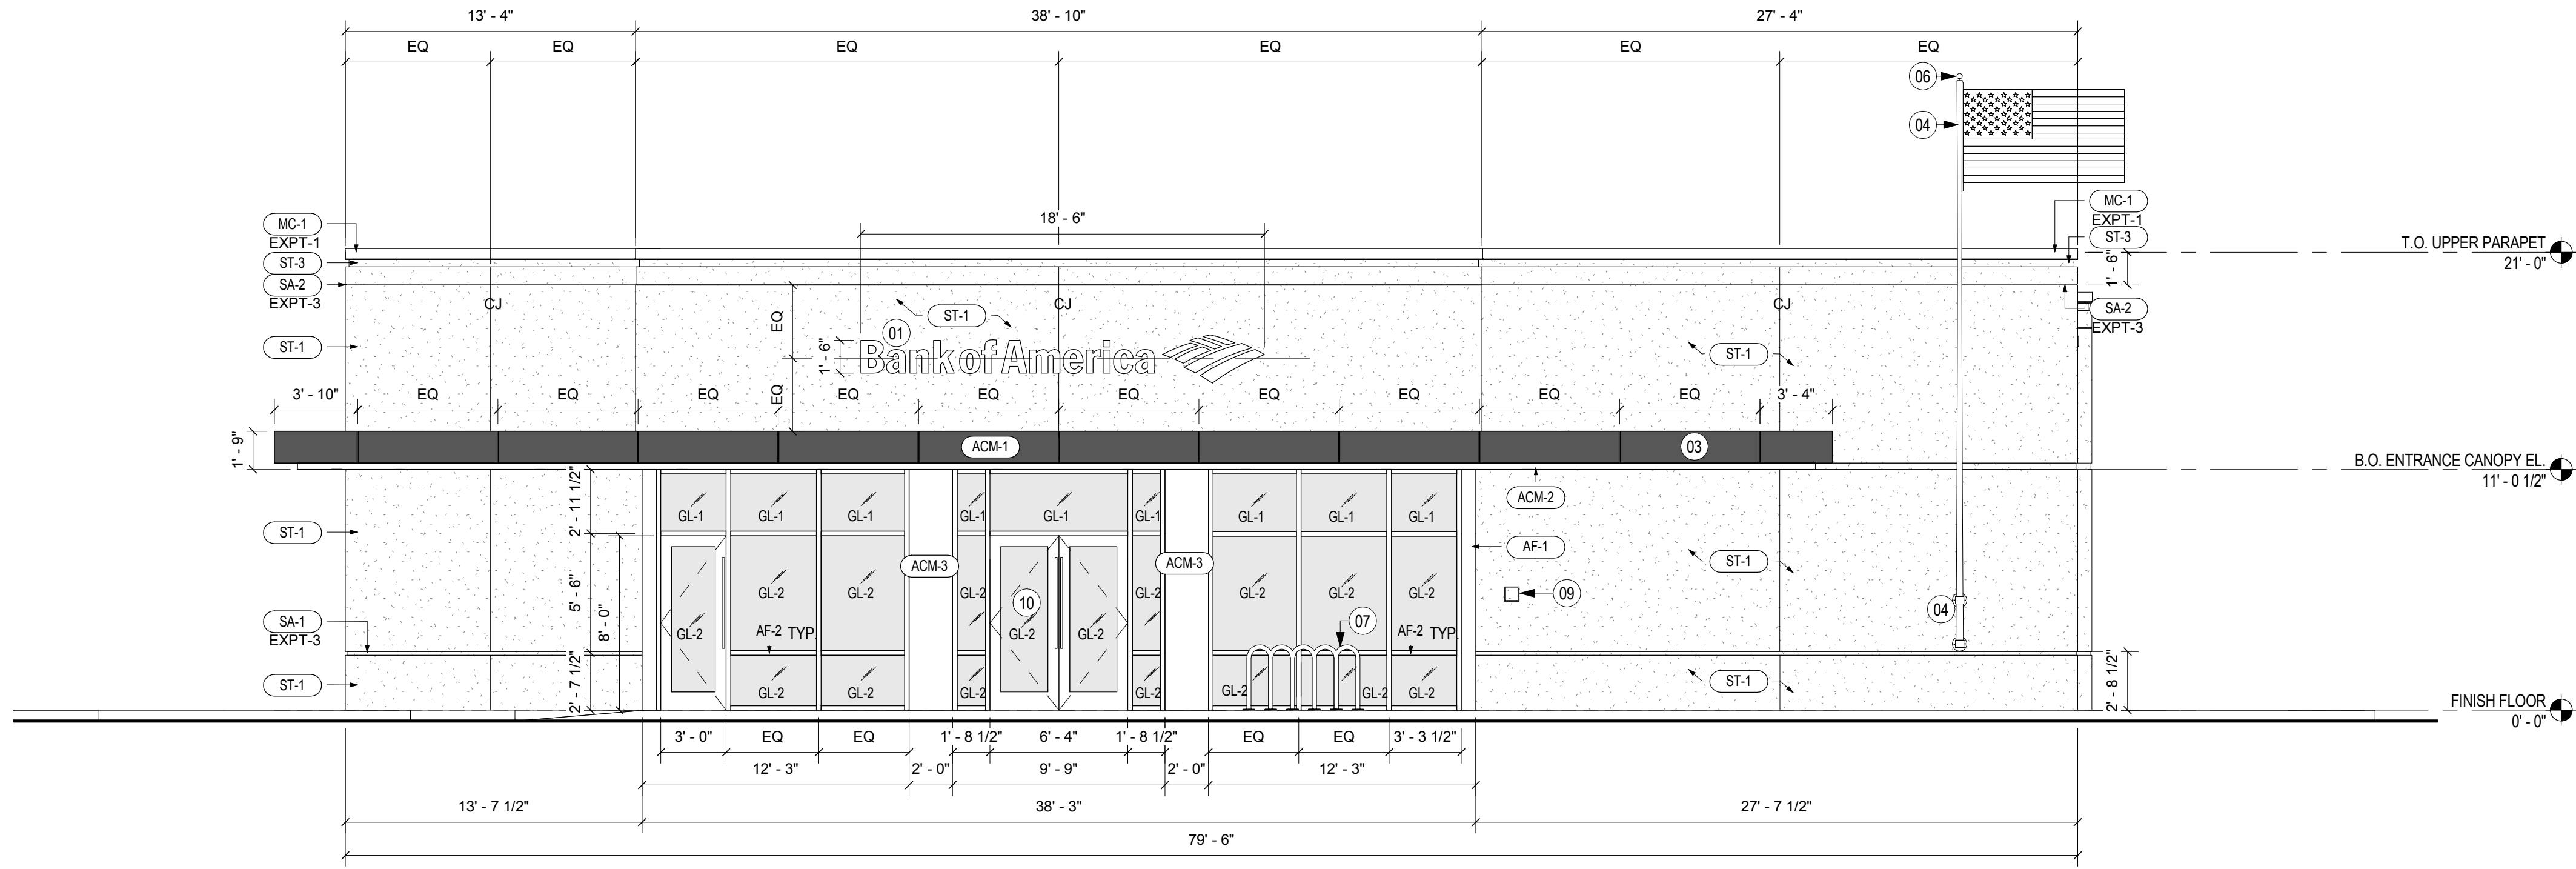 13' - 4" 38' - 10" 27' - 4"
EQ EQ EQ EQ EQ EQ
06
04
18' - 6"
MC-1
EXPT-1
ST-3
SA-2
EXPT-3
MC-1
EXPT-1
ST-3
1' - 6"
SA-2
EXPT-3
T.O. UPPER PARAPET
21' - 0"
CJ CJ CJ
EQ
EQ
ST-1
01
1' - 6"
Bank of America
ST-1
ST-1
3' - 10" EQ EQ EQ EQ EQ EQ EQ EQ EQ EQ 3' - 4"
1' - 9"
ACM-1
03
B.O. ENTRANCE CANOPY EL.
11' - 0 1/2"
2' - 11 1/2"
GL-1 GL-1 GL-1 GL-1 GL-1 GL-1 GL-1 GL-1 GL-1
ACM-2
ST-1
AF-1
ST-1
ACM-3 ACM-3
5' - 6"
8' - 0"
GL-2 GL-2 GL-2 GL-2 GL-2 GL-2 GL-2
10
09
04
07
GL-2 GL-2 GL-2
AF-2 TYP.
AF-2 TYP.
SA-1
EXPT-3
2' - 7 1/2"
ST-1
GL-2 GL-2 GL-2 GL-2 GL-2 GL-2 GL-2
ST-1
2' - 8 1/2"
FINISH FLOOR
0' - 0"
3' - 0" EQ EQ 1' - 8 1/2" 6' - 4" 1' - 8 1/2" EQ EQ 3' - 3 1/2"
12' - 3" 2' - 0" 9' - 9" 2' - 0" 12' - 3"
13' - 7 1/2" 38' - 3" 27' - 7 1/2"
79' - 6"